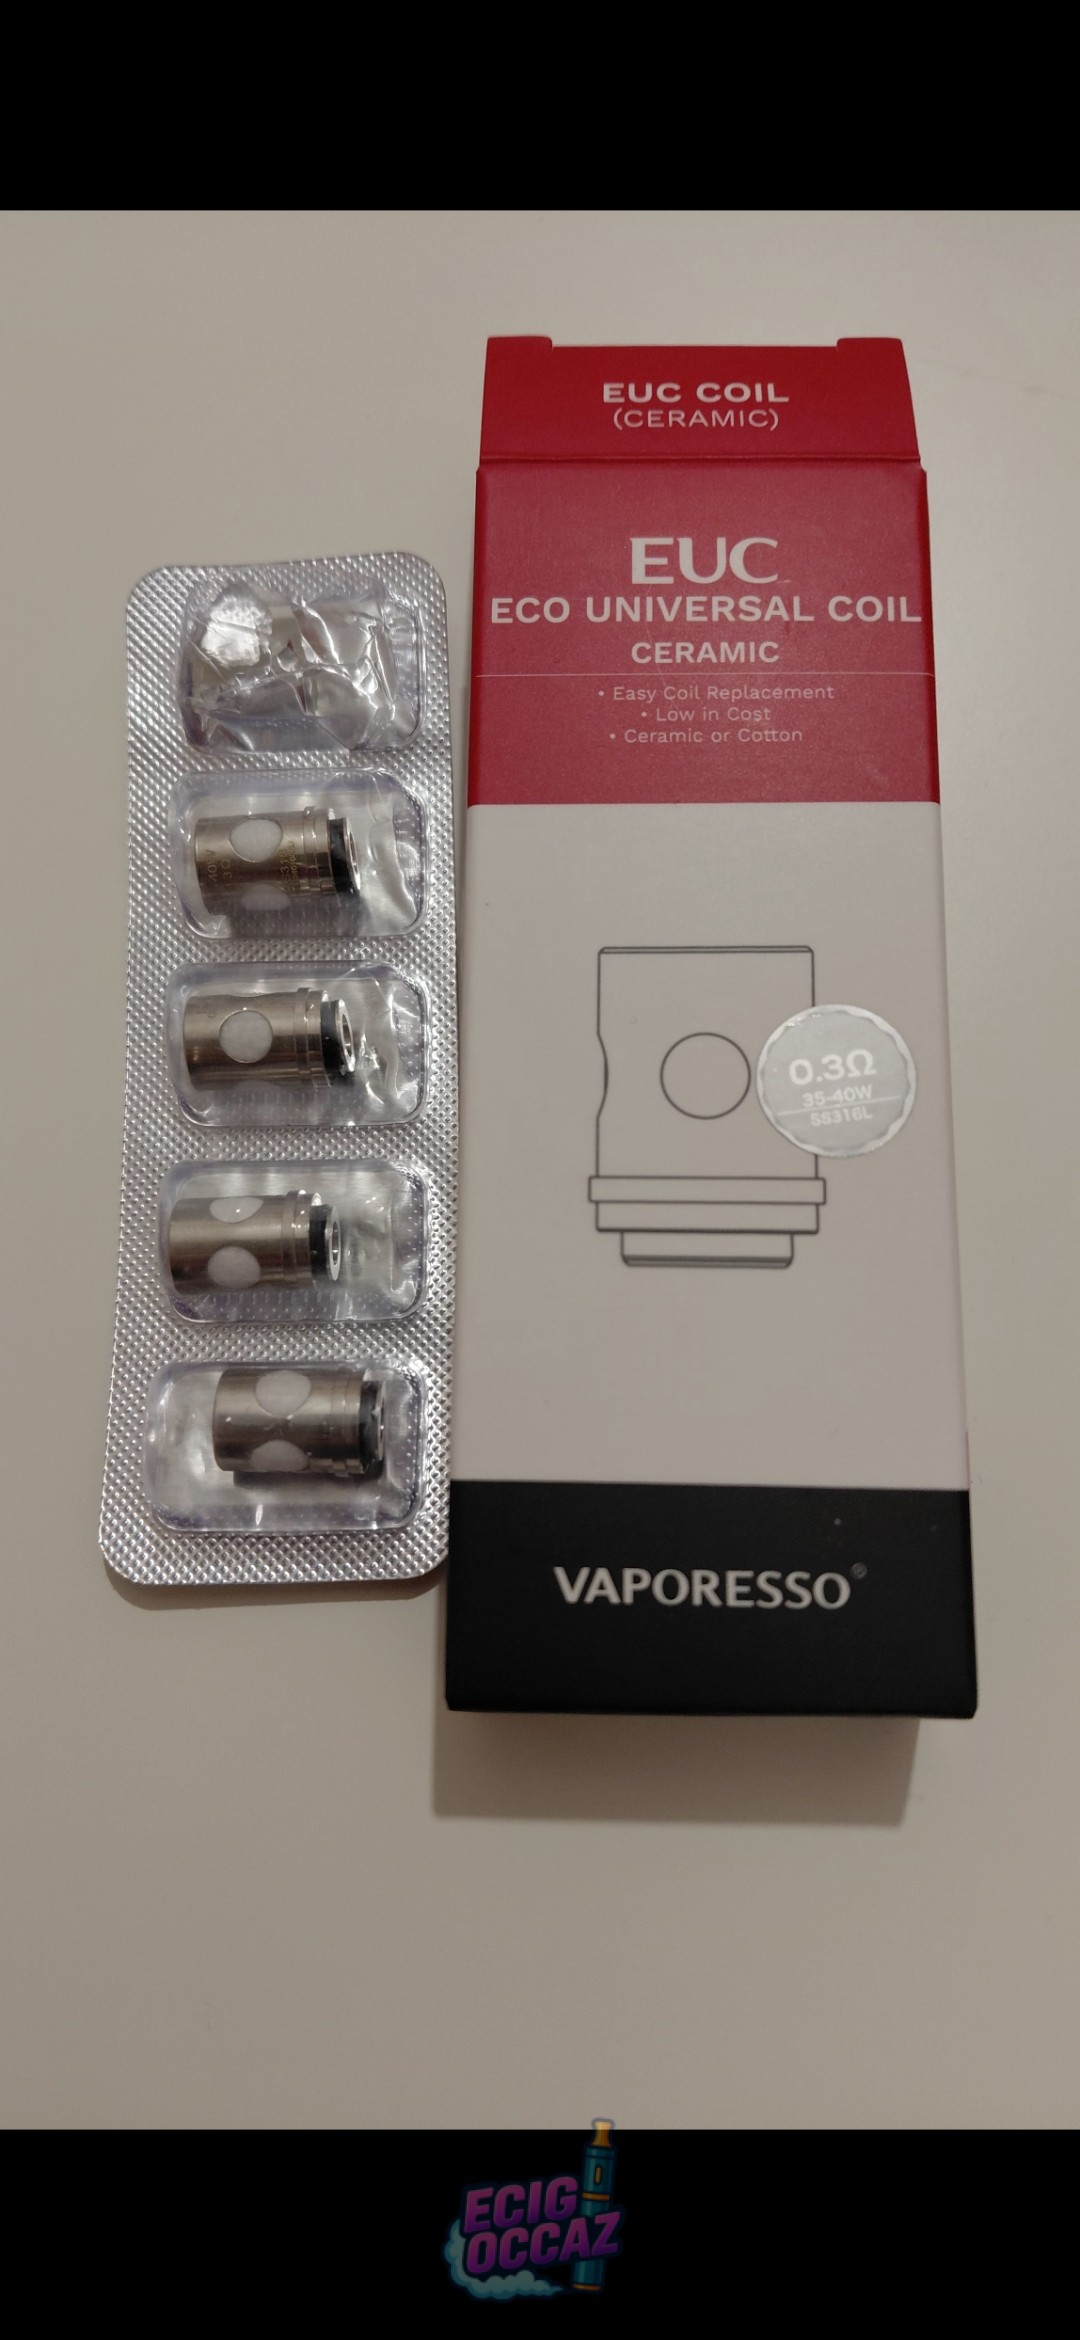 EUC COIL
(CERAMIC)
EUC
ECO UNIVERSAL COIL
CERAMIC
• Easy Coil Replacement
• Low in Cost
• Ceramic or Cotton
0.3Ω
35-40W
SS316L
VAPORESSO®
ECIG
OCCAZ